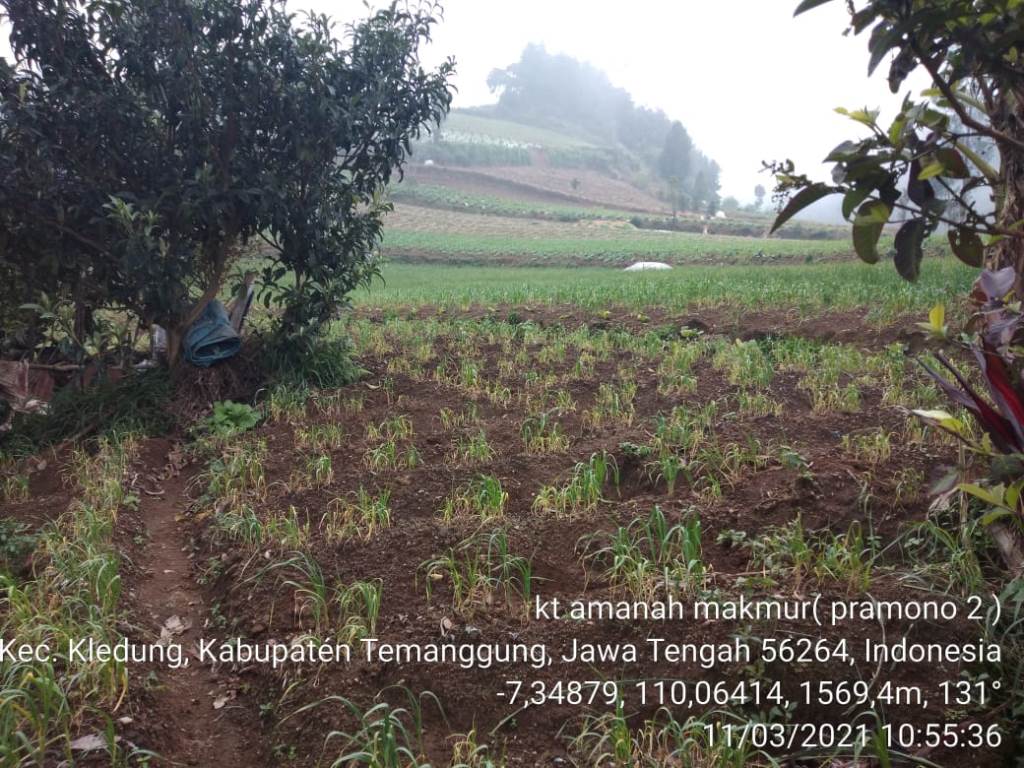 kt amanah makmur( pramono 2 )
Kec. Kledung, Kabupatén Temanggung, Jawa Tengah 56264, Indonesia
-7,34879, 110,06414, 1569,4m, 131°
11/03/2021 10:55:36